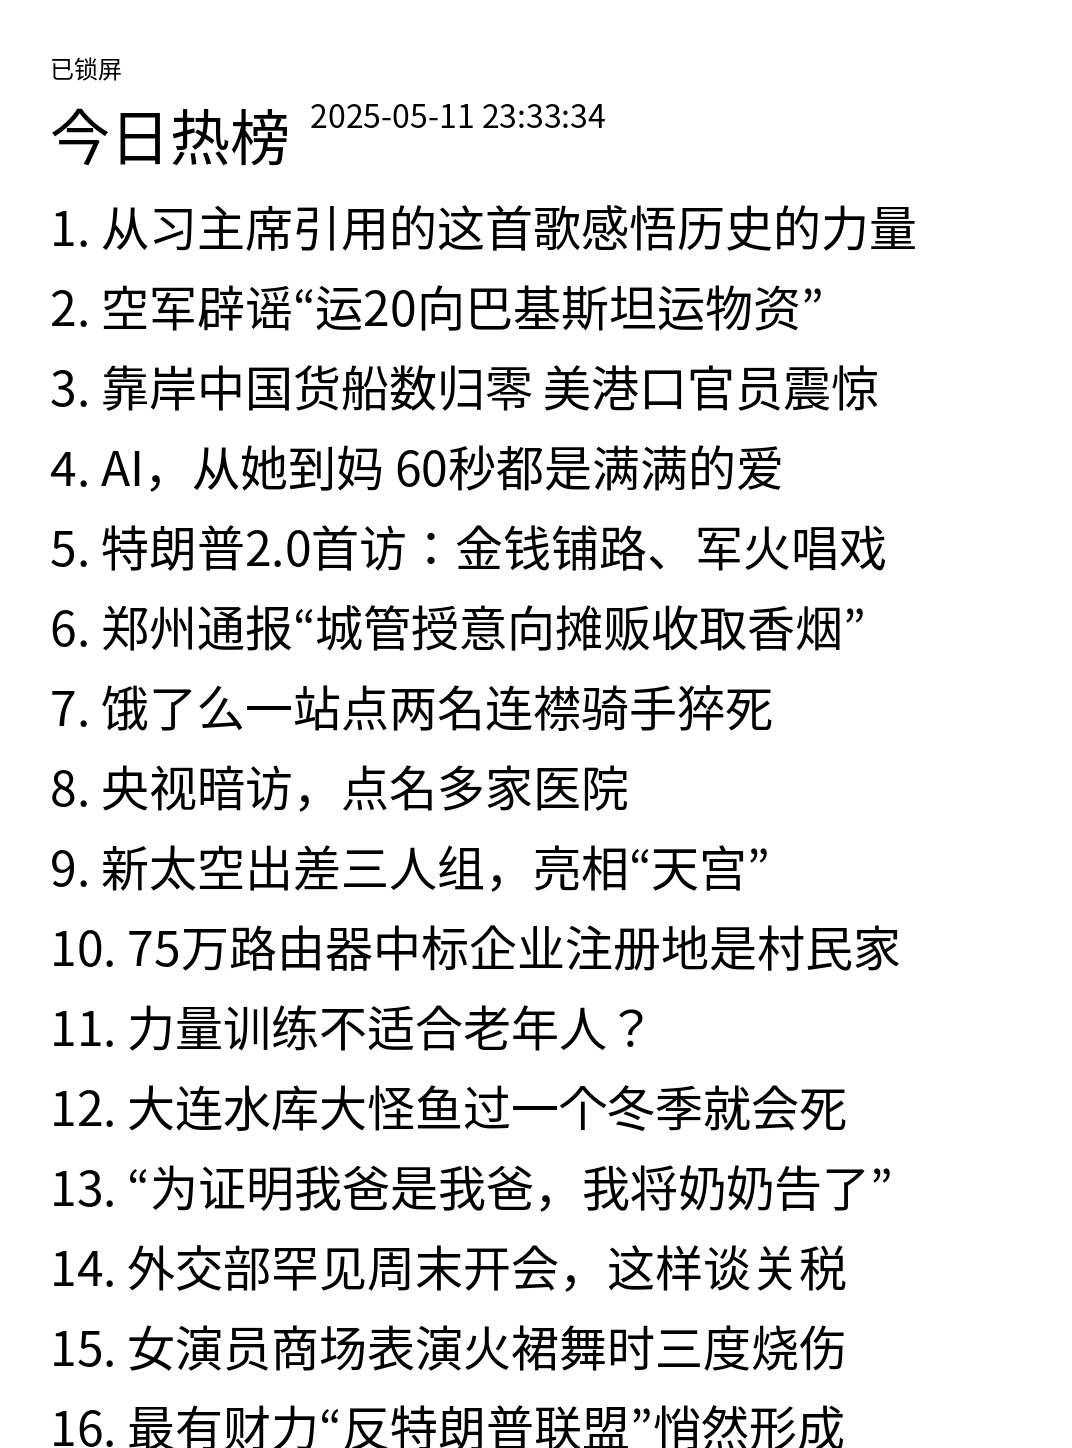 已锁屏
今日热榜 2025-05-11 23:33:34
1. 从习主席引用的这首歌感悟历史的力量
2. 空军辟谣“运20向巴基斯坦运物资”
3. 靠岸中国货船数归零 美港口官员震惊
4. AI，从她到妈 60秒都是满满的爱
5. 特朗普2.0首访：金钱铺路、军火唱戏
6. 郑州通报“城管授意向摊贩收取香烟”
7. 饿了么一站点两名连襟骑手猝死
8. 央视暗访，点名多家医院
9. 新太空出差三人组，亮相“天宫”
10. 75万路由器中标企业注册地是村民家
11. 力量训练不适合老年人？
12. 大连水库大怪鱼过一个冬季就会死
13. “为证明我爸是我爸，我将奶奶告了”
14. 外交部罕见周末开会，这样谈关税
15. 女演员商场表演火裙舞时三度烧伤
16. 最有财力“反特朗普联盟”悄然形成